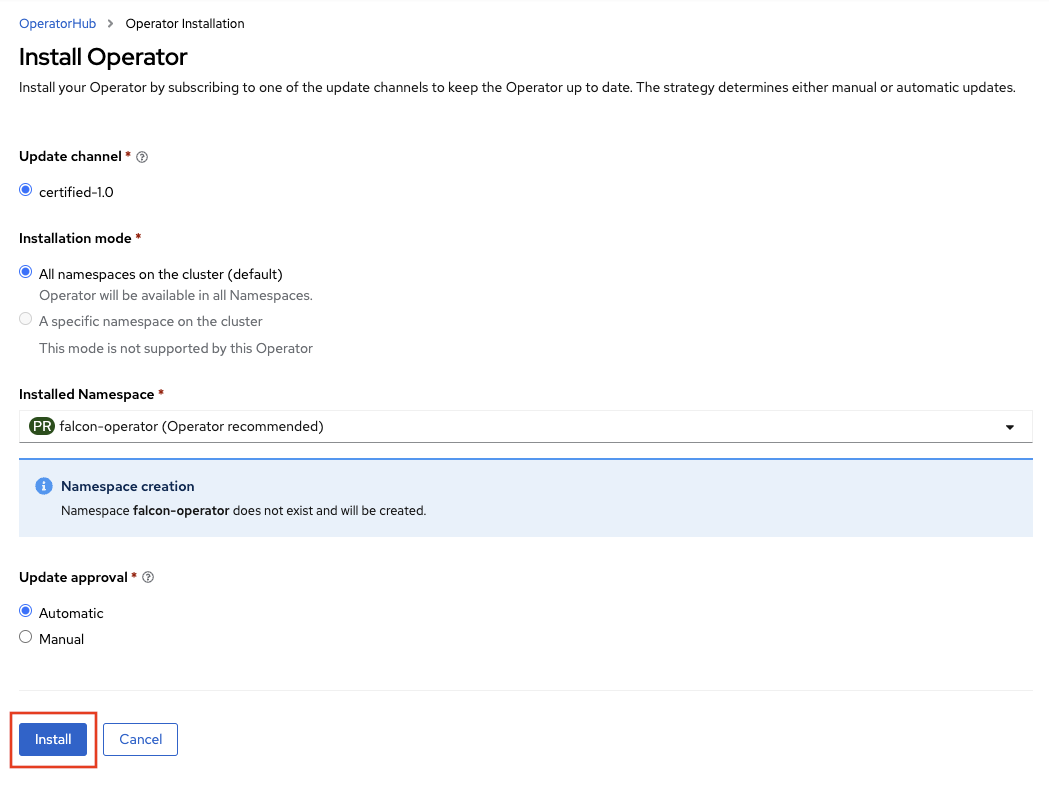 OperatorHub > Operator Installation
Install Operator
Install your Operator by subscribing to one of the update channels to keep the Operator up to date. The strategy determines either manual or automatic updates.
Update channel *
certified-1.0
Installation mode *
All namespaces on the cluster (default)
Operator will be available in all Namespaces.
A specific namespace on the cluster
This mode is not supported by this Operator
Installed Namespace *
PR falcon-operator (Operator recommended)
Namespace creation
Namespace falcon-operator does not exist and will be created.
Update approval *
Automatic
Manual
Install Cancel